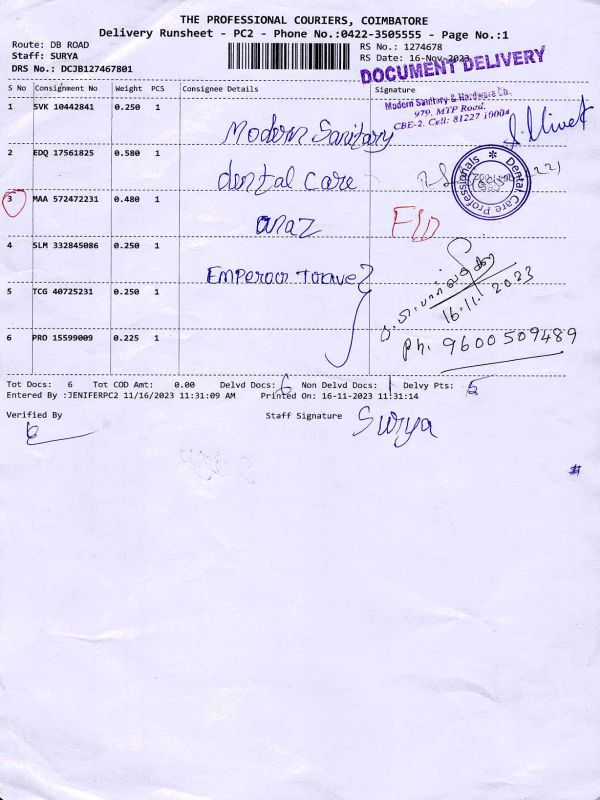 THE PROFESSIONAL COURIERS, COIMBATORE
Delivery Runsheet - PC2 - Phone No.:0422-3505555 - Page No.:1
Route: DB ROAD
Staff: SURYA
DRS No.: DCJB127467801
RS No.: 1274678
RS Date: 16-Nov-2023
DOCUMENT DELIVERY
S No Consignment No Weight PCS Consignee Details Signature
1 SVK 10442841 0.250 1 Modern Sanitary
Modern Sanitary & Hardware Co.
979, MTP Road,
CBE-2. Cell: 81227 10004
2 EDQ 17561825 0.580 1 dental care
Dental Care Professionals
3 MAA 572472231 0.480 1
4 SLM 332845086 0.250 1 Emperor
16.11.2023
5 TCG 40725231 0.250 1
ph. 9600509489
6 PRO 15599009 0.225 1
Tot Docs: 6 Tot COD Amt: 0.00 Delvd Docs: 6 Non Delvd Docs: 1 Delvy Pts: 5
Entered By :JENIFERPC2 11/16/2023 11:31:09 AM Printed On: 16-11-2023 11:31:14
Verified By Staff Signature Surya